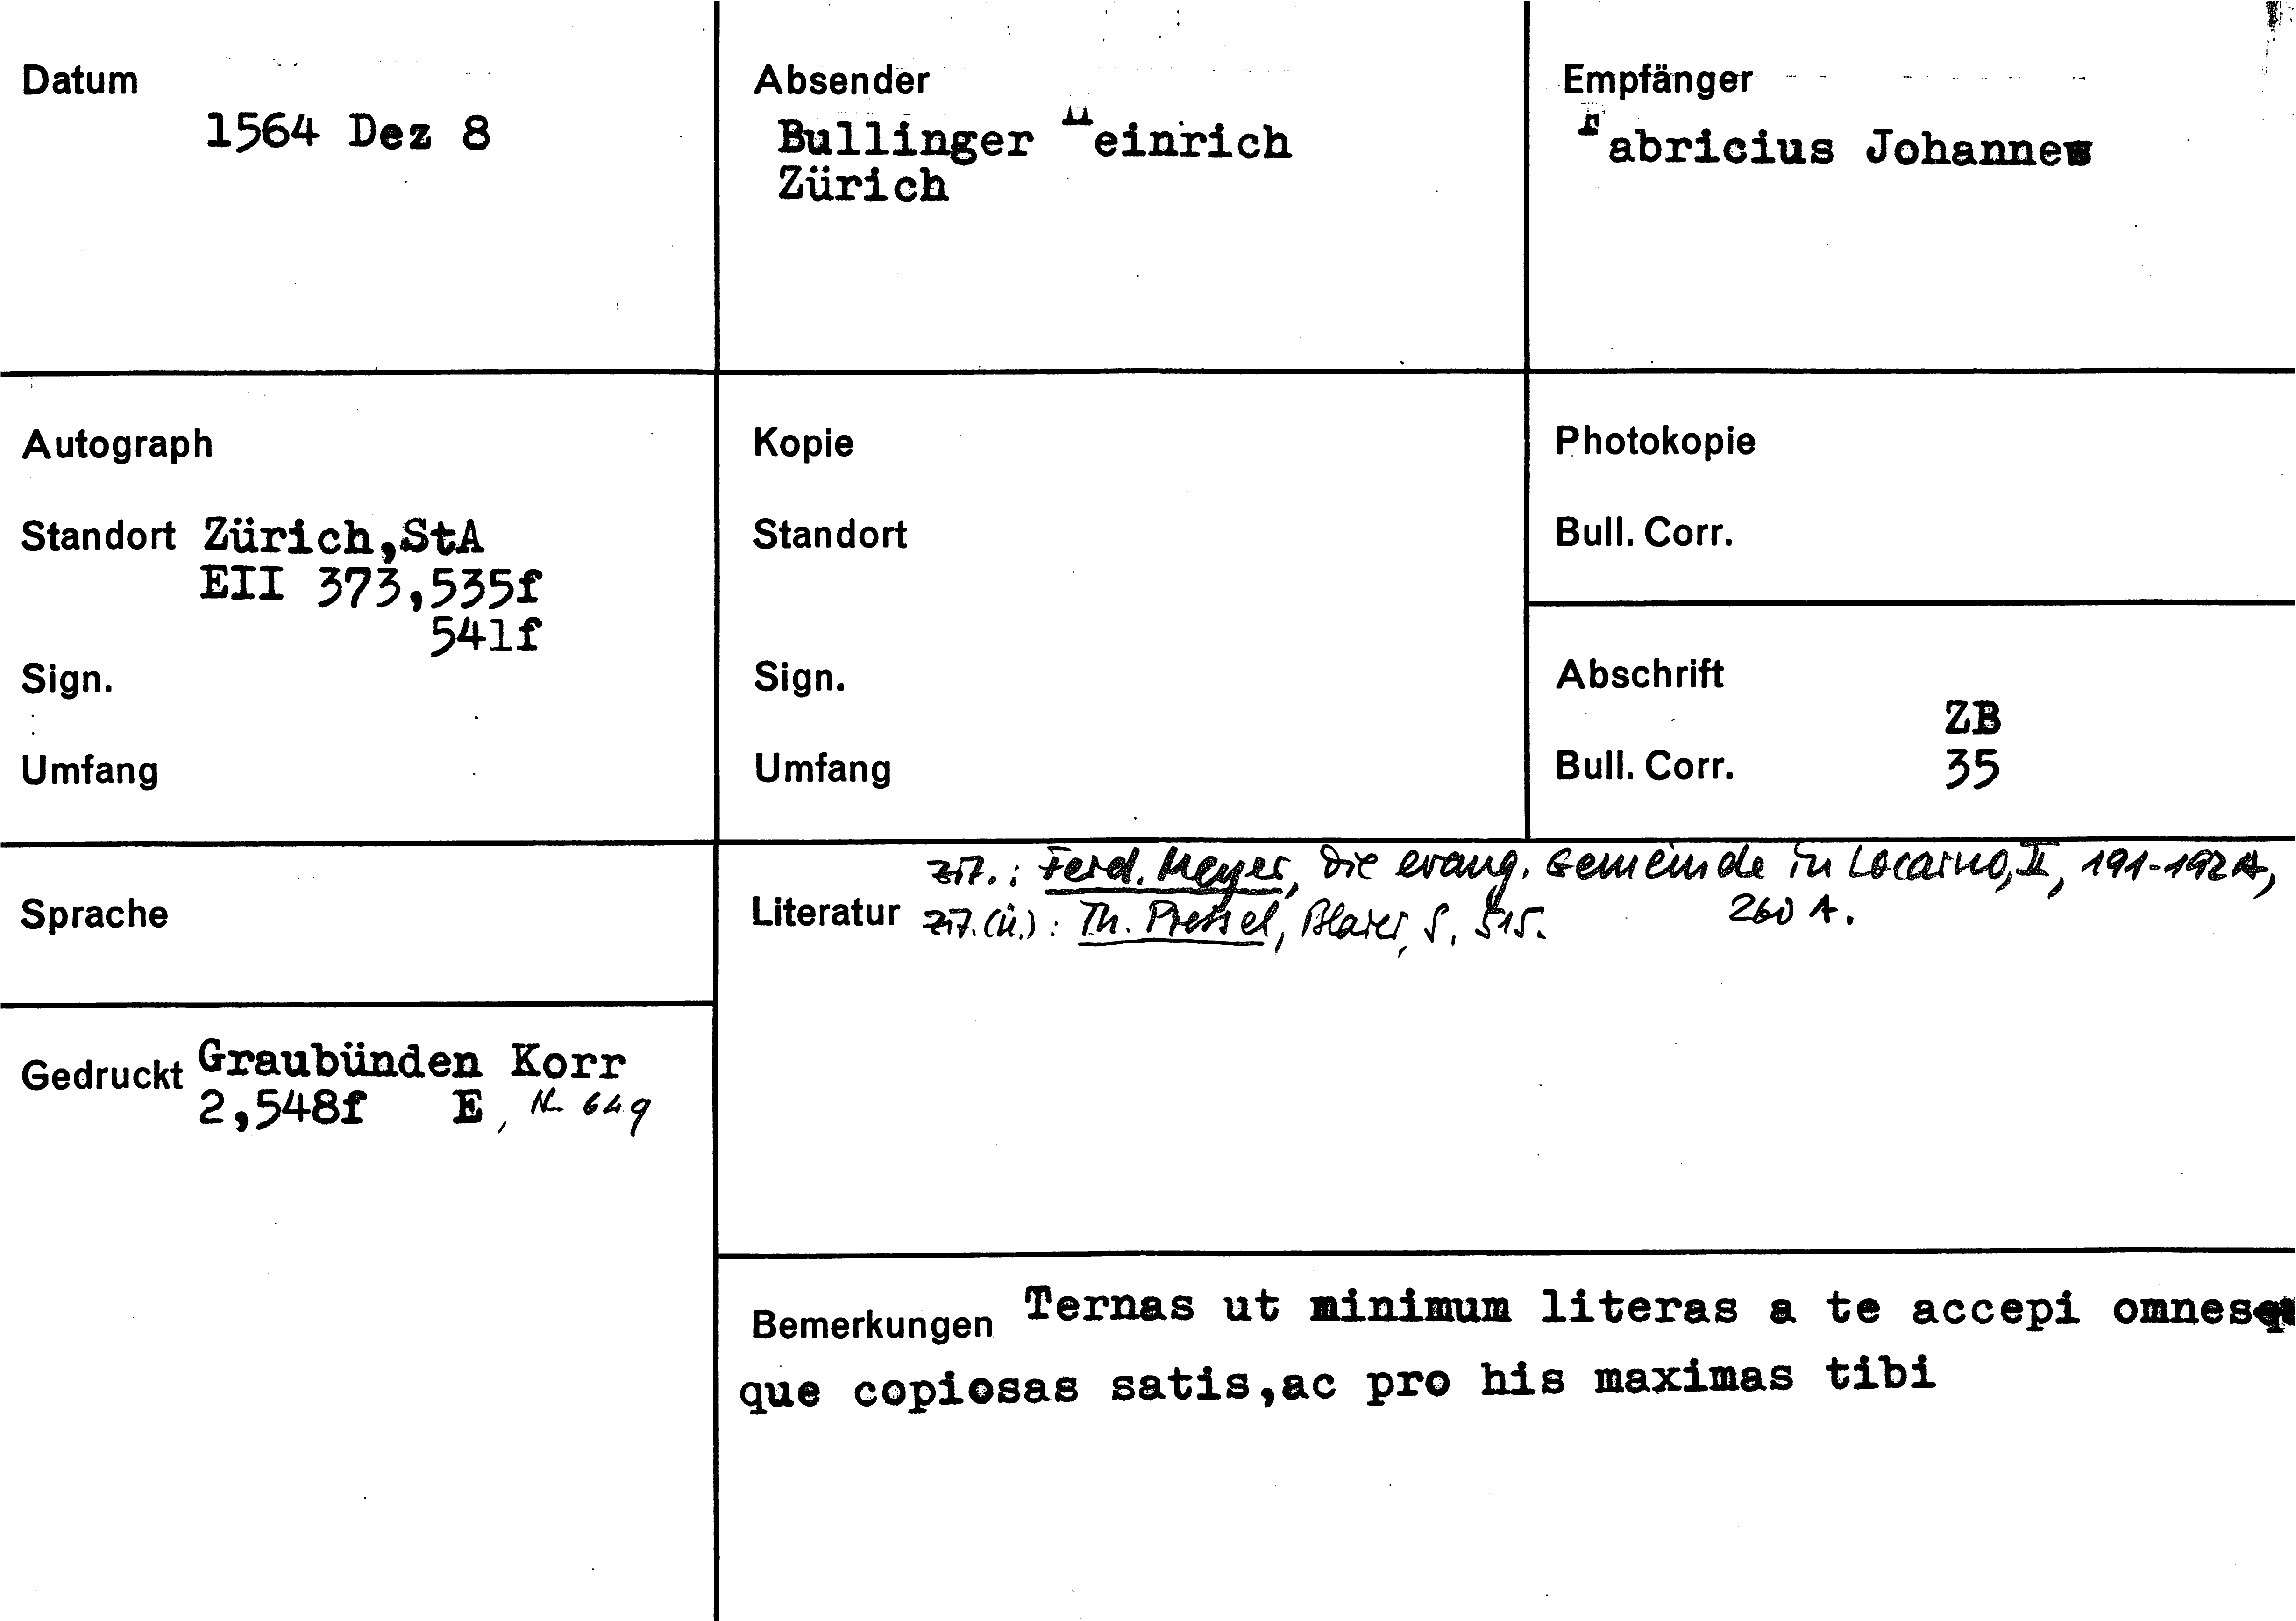 Datum
1564 Dez 8
Absender
Bullinger Heinrich
Zürich
Empfänger
Fabricius Johannes
Autograph
Standort Zürich,StA
EII 373,535f
541f
Sign.
Umfang
Kopie
Standort
Sign.
Umfang
Photokopie
Bull. Corr.
Abschrift
ZB
Bull. Corr. 35
Sprache
Gedruckt Graubünden Korr
2,548f E, Nr 649
zit.: Ferd. Meyer, Die evang. Gemeinde in Locarno, II, 191-192 A,
260 A.
Literatur zit. (ü.): Th. Pressel, Blarer, S. 515.
Bemerkungen Ternas ut minimum literas a te accepi omnes
que copiosas satis,ac pro his maximas tibi